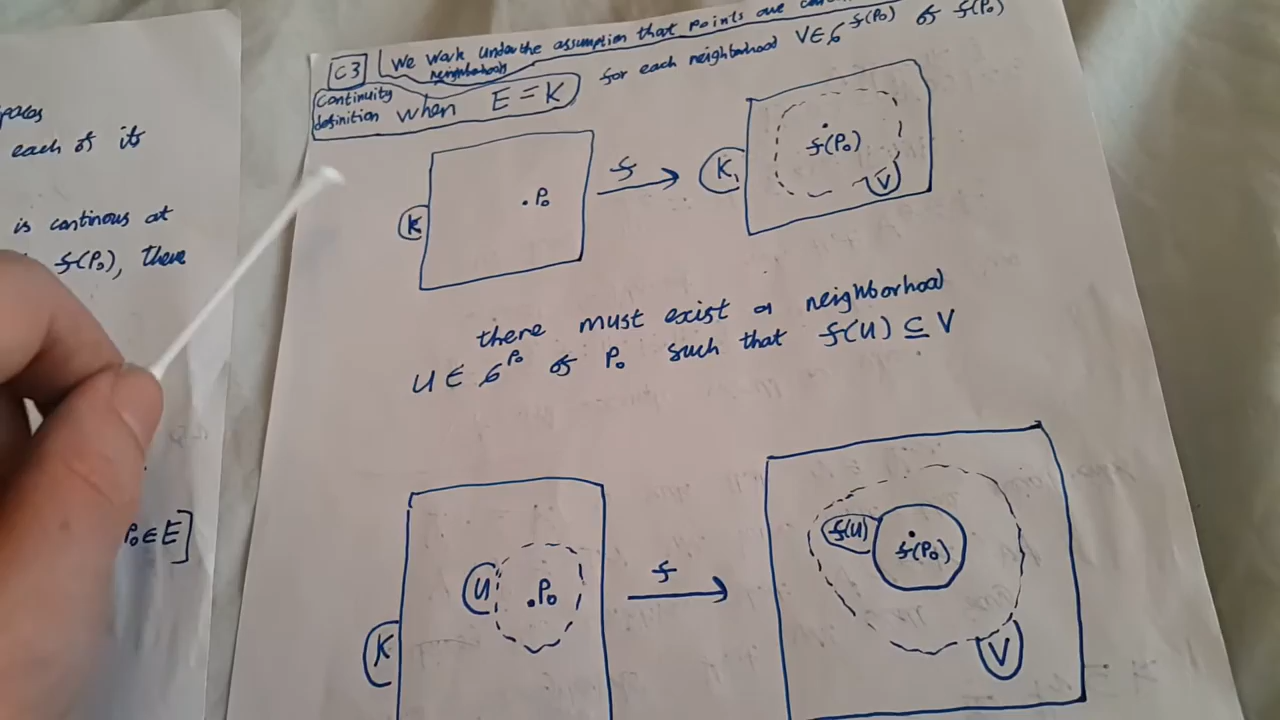 each of its
is continous at
f(P₀), there
P₀ ∈ E]
C3 We work under the assumption that points are
neighborhoods
Continuity
definition when E = K
for each neighborhood V ∈ 𝒢^f(P₀) of f(P₀)
K
.P₀
f
K₁
f(P₀)
V
there must exist a neighborhood
U ∈ 𝒢^P₀ of P₀ such that f(U) ⊆ V
K
U
.P₀
f
f(U)
f(P₀)
V